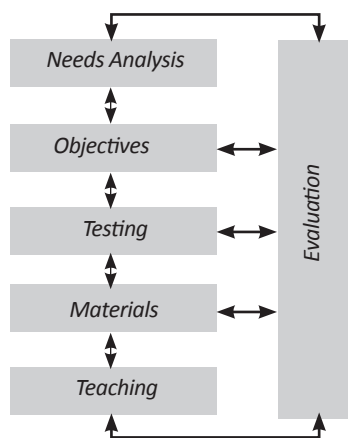 Needs Analysis
Objectives
Testing
Materials
Teaching
Evaluation